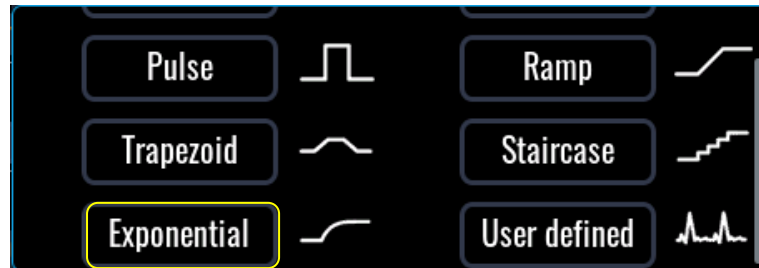 Pulse
Ramp
Trapezoid
Staircase
Exponential
User defined